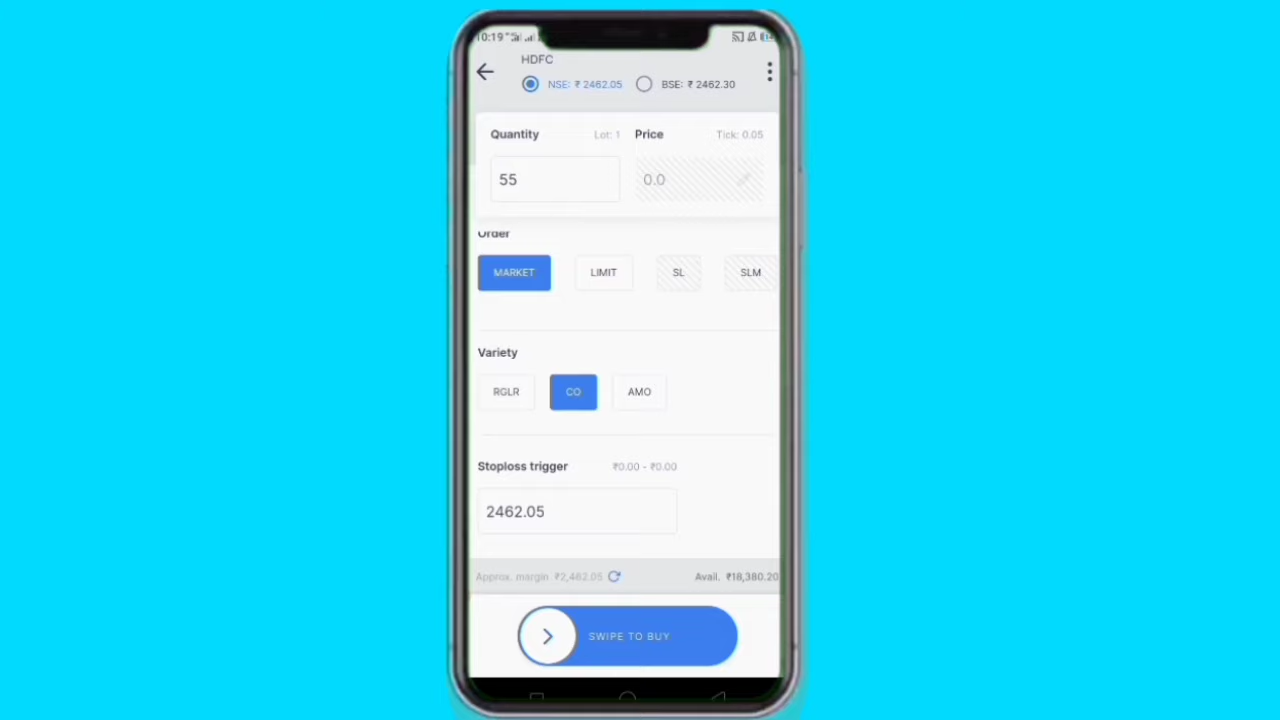 10:19
HDFC
NSE: ₹ 2462.05 BSE: ₹ 2462.30
Quantity Lot: 1 Price Tick: 0.05
55 0.0
Order
MARKET LIMIT SL SLM
Variety
RGLR CO AMO
Stoploss trigger ₹0.00 - ₹0.00
2462.05
Approx. margin ₹2,462.05 Avail. ₹18,380.20
SWIPE TO BUY